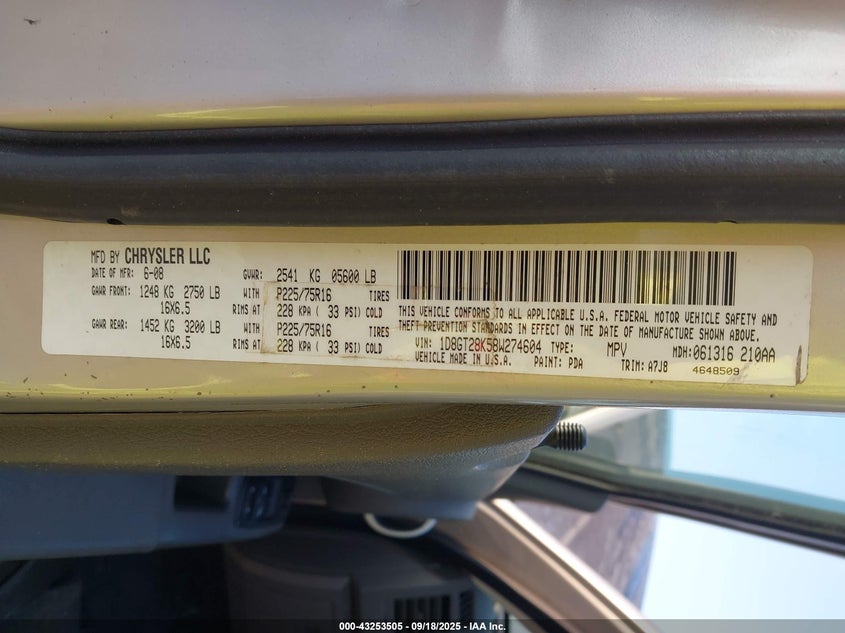 MFD BY CHRYSLER LLC
DATE OF MFR: 6-08 GVWR: 2541 KG 05600 LB
GAWR FRONT: 1248 KG 2750 LB WITH P225/75R16 TIRES
16X6.5 RIMS AT 228 KPA ( 33 PSI) COLD
GAWR REAR: 1452 KG 3200 LB WITH P225/75R16 TIRES
16X6.5 RIMS AT 228 KPA ( 33 PSI) COLD
THIS VEHICLE CONFORMS TO ALL APPLICABLE U.S.A. FEDERAL MOTOR VEHICLE SAFETY AND
THEFT PREVENTION STANDARDS IN EFFECT ON THE DATE OF MANUFACTURE SHOWN ABOVE.
VIN: 1D8GT28K58W274604 TYPE: MPV MDH: 061316 210AA
VEHICLE MADE IN U.S.A. PAINT: PDA TRIM: A7J8 4648509
000-43253505 - 09/18/2025 - IAA Inc.